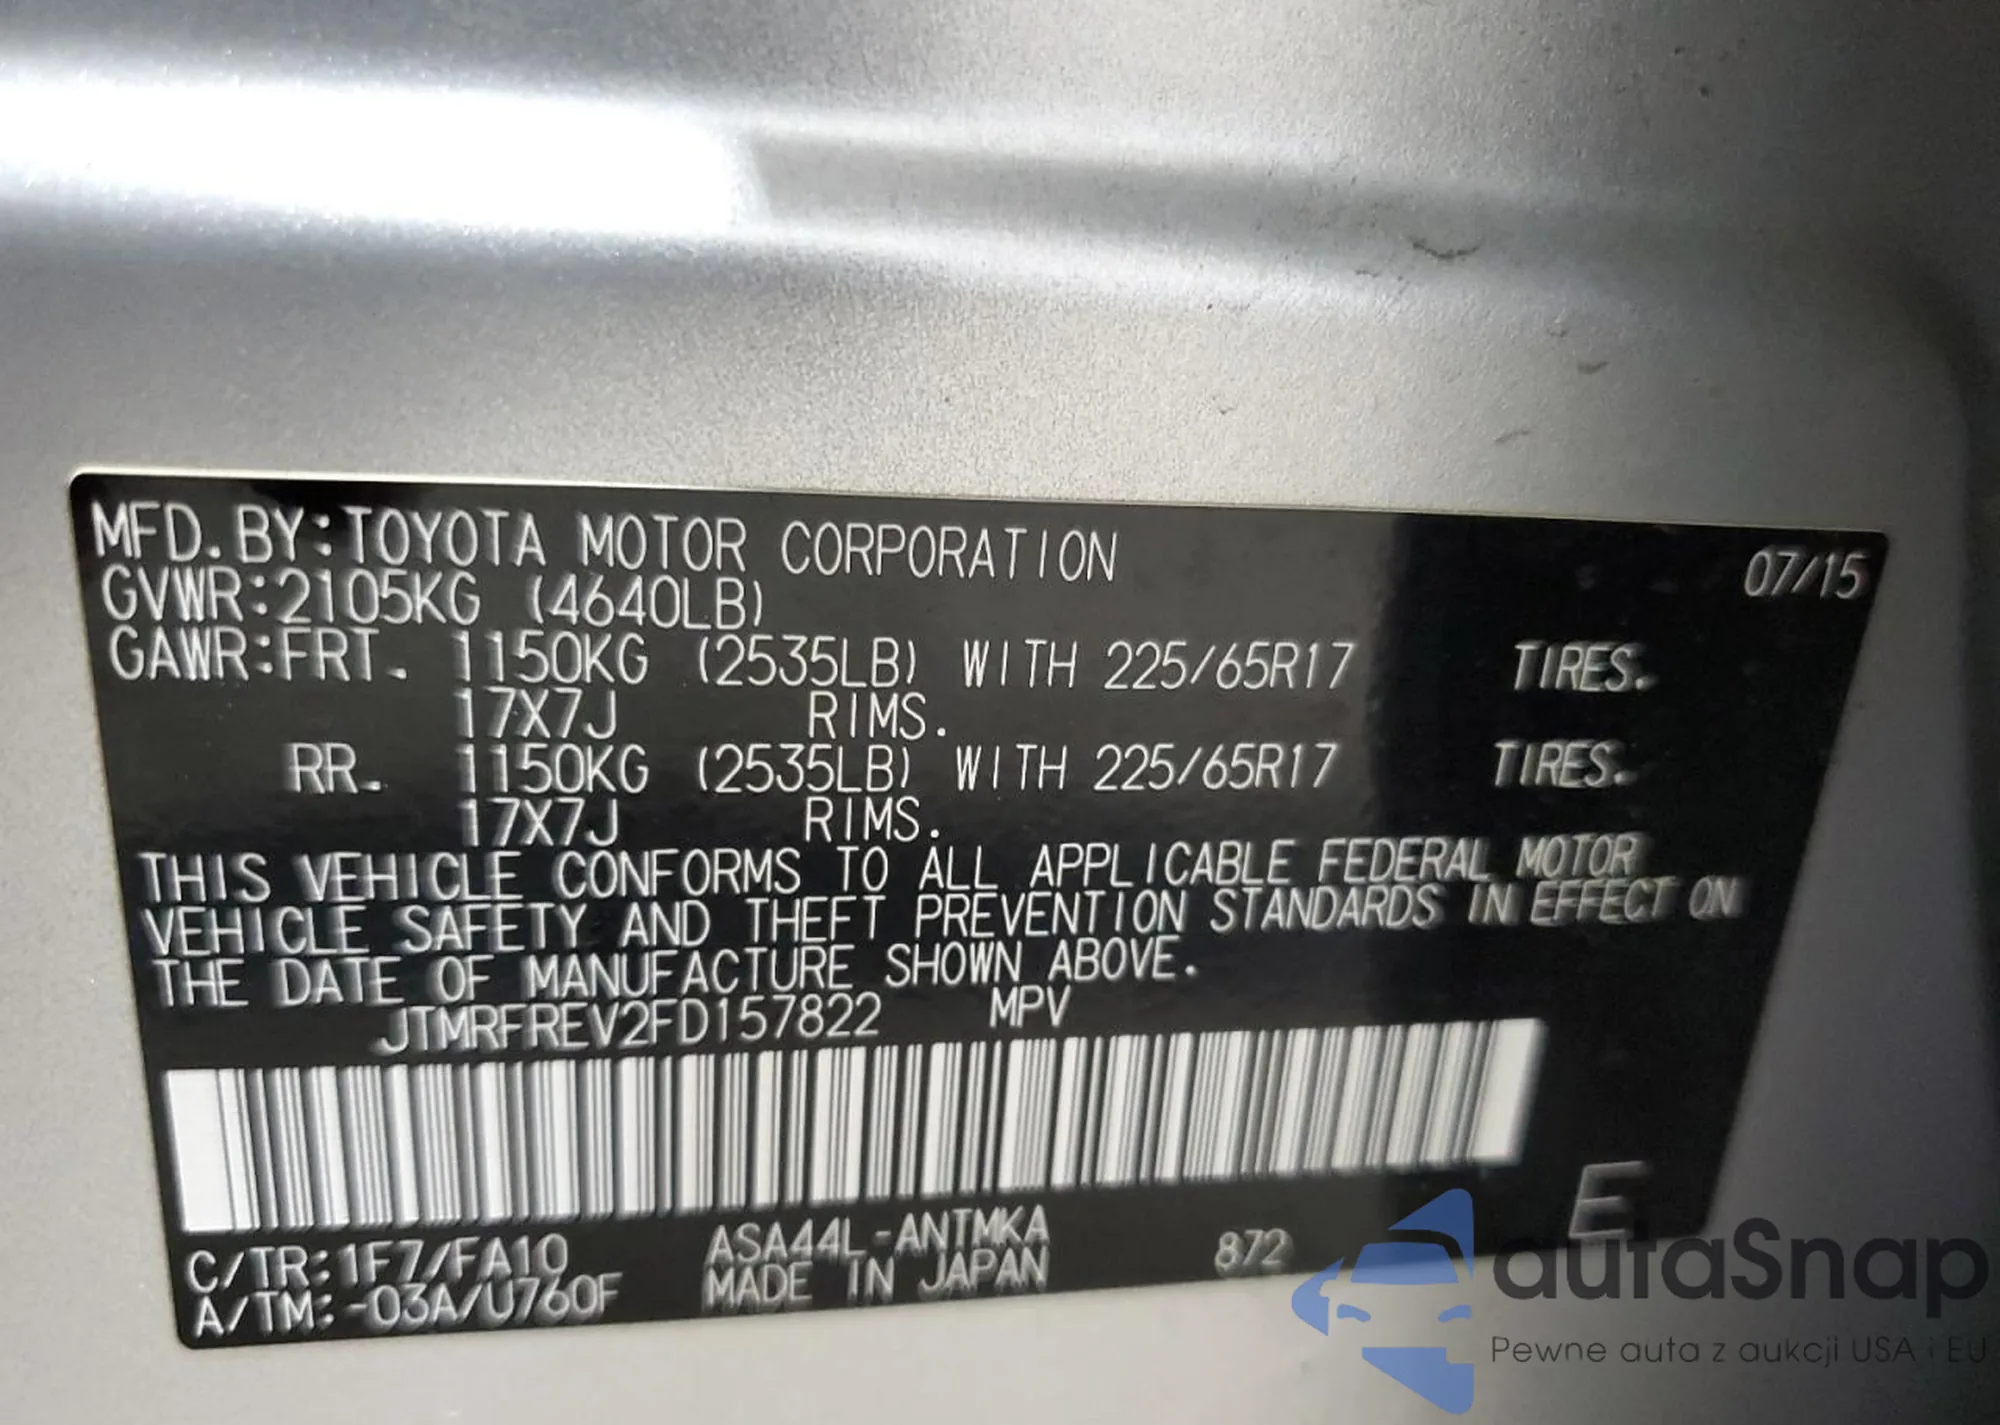 MFD. BY: TOYOTA MOTOR CORPORATION 07/15
GVWR: 2105KG (4640LB)
GAWR: FRT. 1150KG (2535LB) WITH 225/65R17 TIRES.
17X7J RIMS.
RR. 1150KG (2535LB) WITH 225/65R17 TIRES.
17X7J RIMS.
THIS VEHICLE CONFORMS TO ALL APPLICABLE FEDERAL MOTOR
VEHICLE SAFETY AND THEFT PREVENTION STANDARDS IN EFFECT ON
THE DATE OF MANUFACTURE SHOWN ABOVE.
JTMRFREV2FD157822 MPV
E
C/TR: 1F7/FA10 ASA44L-ANTMKA 872
A/TM: -03A/U760F MADE IN JAPAN
autaSnap
Pewne auta z aukcji USA i EU